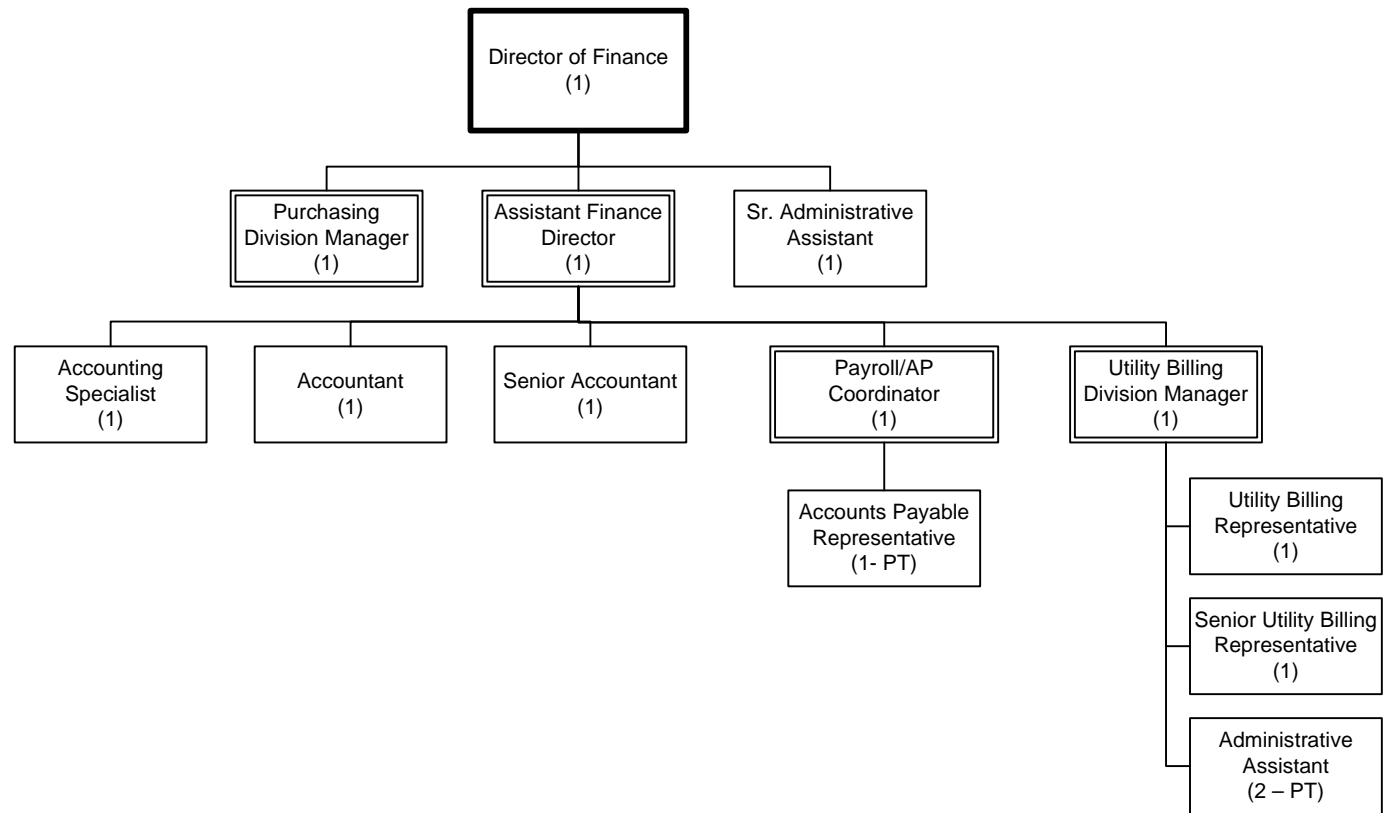 Director of Finance
(1)
Purchasing
Division Manager
(1)
Assistant Finance
Director
(1)
Sr. Administrative
Assistant
(1)
Accounting
Specialist
(1)
Accountant
(1)
Senior Accountant
(1)
Payroll/AP
Coordinator
(1)
Utility Billing
Division Manager
(1)
Accounts Payable
Representative
(1- PT)
Utility Billing
Representative
(1)
Senior Utility Billing
Representative
(1)
Administrative
Assistant
(2 – PT)